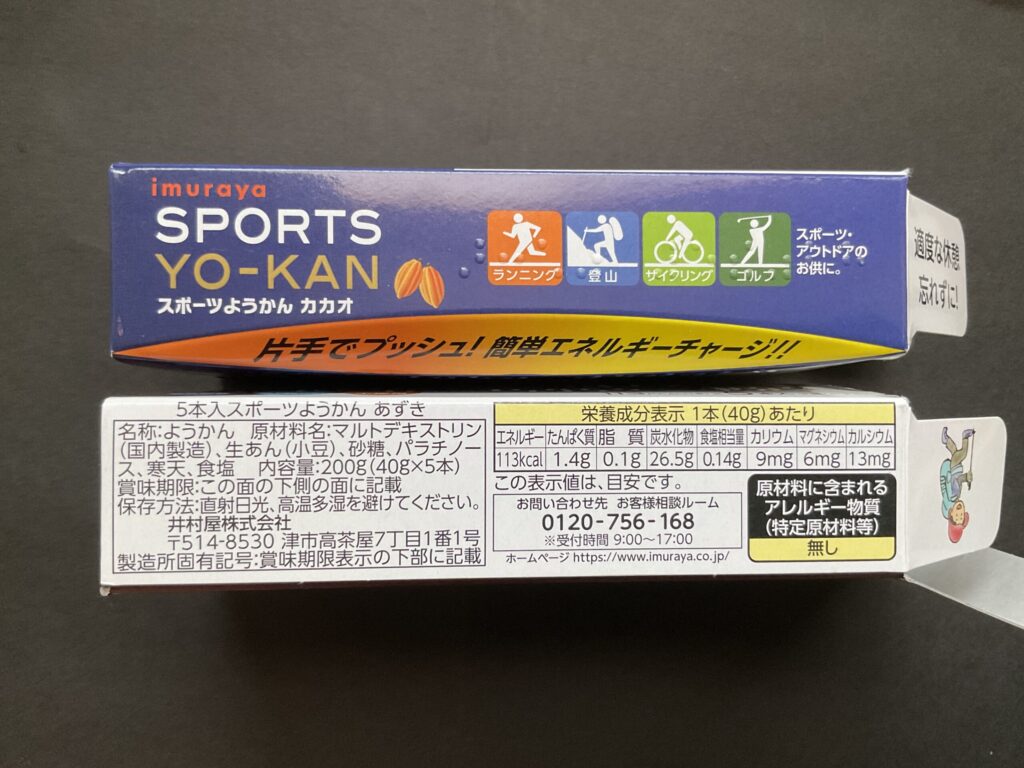 imuraya
SPORTS
YO-KAN
スポーツようかん カカオ
ランニング
登山
サイクリング
ゴルフ
スポーツ・
アウトドアの
お供に。
片手でプッシュ! 簡単エネルギーチャージ!!
適度な休憩
忘れずに!
5本入スポーツようかん あずき
名称:ようかん 原材料名:マルトデキストリン
(国内製造)、生あん(小豆)、砂糖、パラチノー
ス、寒天、食塩 内容量:200g(40g×5本)
賞味期限:この面の下側の面に記載
保存方法:直射日光、高温多湿を避けてください。
井村屋株式会社
〒514-8530 津市高茶屋7丁目1番1号
製造所固有記号:賞味期限表示の下部に記載
栄養成分表示 1本(40g)あたり
エネルギー たんぱく質 脂質 炭水化物 食塩相当量 カリウム マグネシウム カルシウム
113kcal 1.4g 0.1g 26.5g 0.14g 9mg 6mg 13mg
この表示値は、目安です。
お問い合わせ先 お客様相談ルーム
0120-756-168
※受付時間 9:00〜17:00
ホームページ https://www.imuraya.co.jp/
原材料に含まれる
アレルギー物質
(特定原材料等)
無し